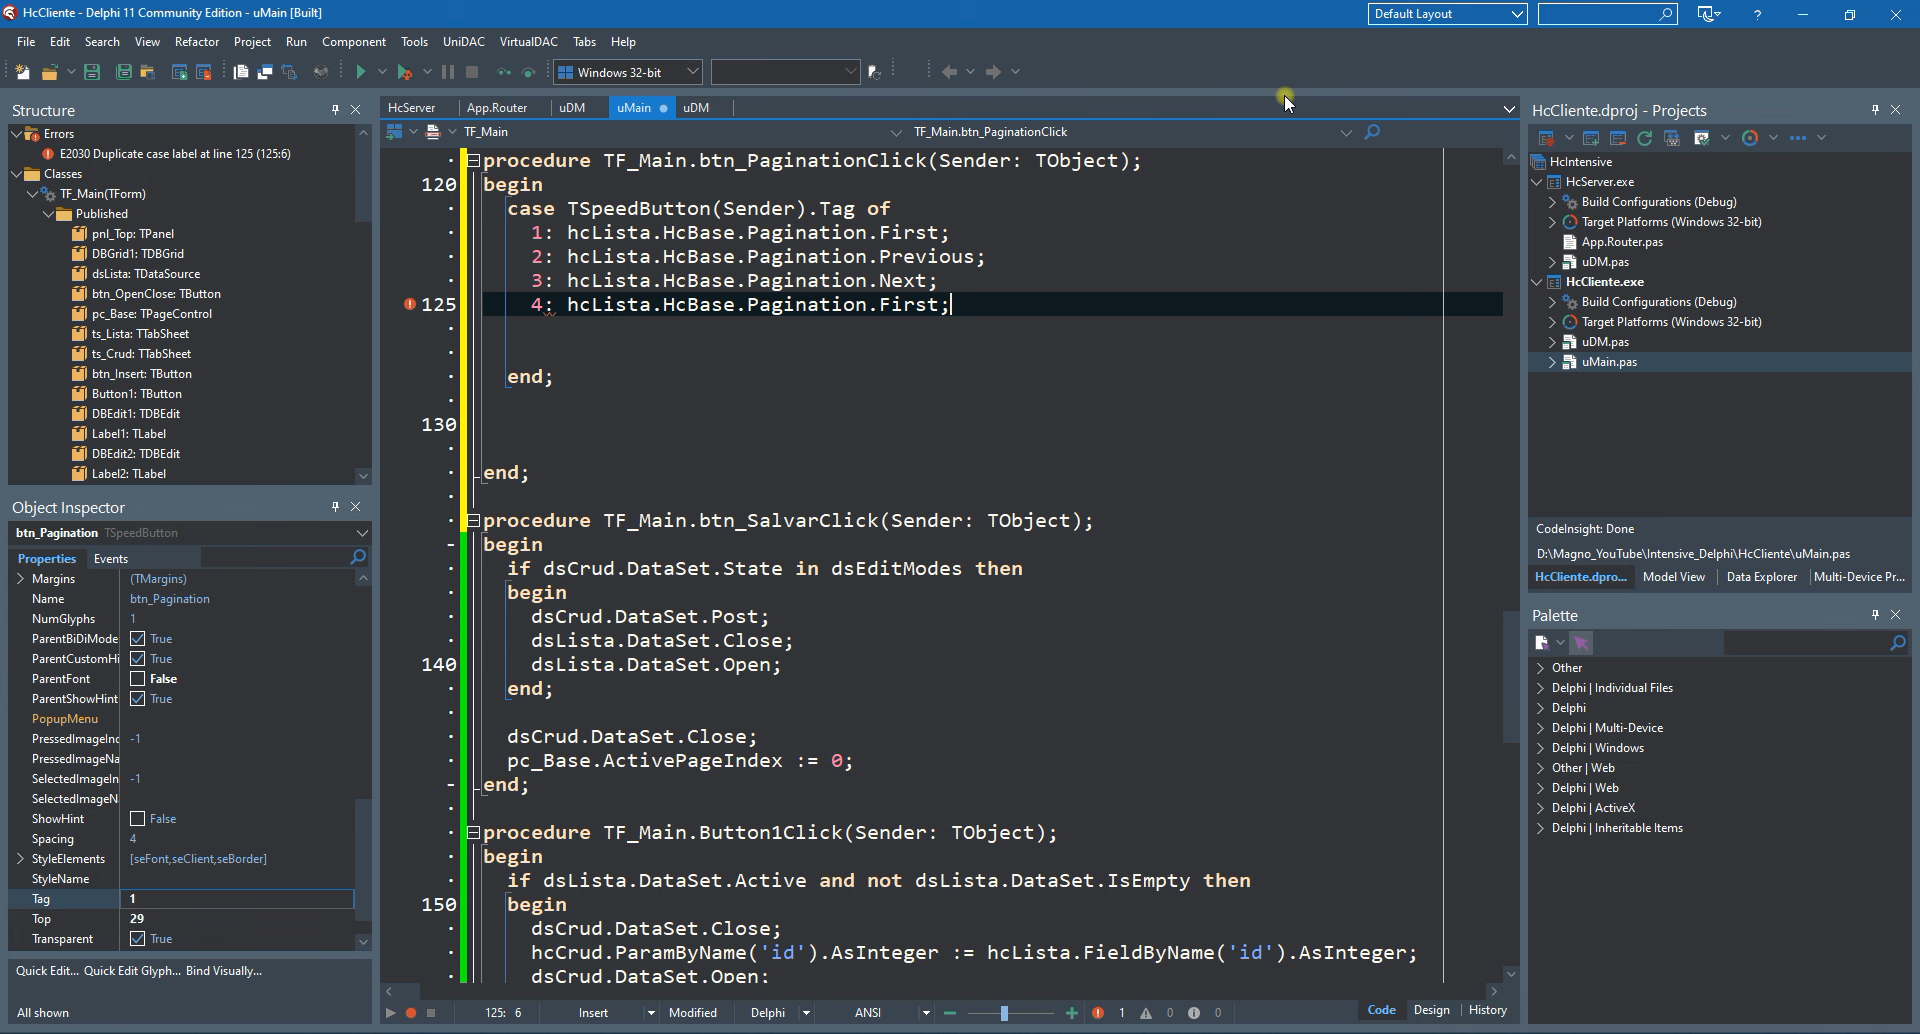 HcCliente - Delphi 11 Community Edition - uMain [Built]
Default Layout
?
File Edit Search View Refactor Project Run Component Tools UniDAC VirtualDAC Tabs Help
Windows 32-bit
Structure
Errors
E2030 Duplicate case label at line 125 (125:6)
Classes
TF_Main(TForm)
Published
pnl_Top: TPanel
DBGrid1: TDBGrid
dsLista: TDataSource
btn_OpenClose: TButton
pc_Base: TPageControl
ts_Lista: TTabSheet
ts_Crud: TTabSheet
btn_Insert: TButton
Button1: TButton
DBEdit1: TDBEdit
Label1: TLabel
DBEdit2: TDBEdit
Label2: TLabel
Object Inspector
btn_Pagination TSpeedButton
Properties Events
Margins (TMargins)
Name btn_Pagination
NumGlyphs 1
ParentBiDiMode True
ParentCustomHi True
ParentFont False
ParentShowHint True
PopupMenu
PressedImageInd -1
PressedImageNa
SelectedImageIn -1
SelectedImageN
ShowHint False
Spacing 4
StyleElements [seFont,seClient,seBorder]
StyleName
Tag 1
Top 29
Transparent True
Quick Edit... Quick Edit Glyph... Bind Visually...
All shown
HcServer App.Router uDM uMain uDM
TF_Main TF_Main.btn_PaginationClick
procedure TF_Main.btn_PaginationClick(Sender: TObject);
120 begin
case TSpeedButton(Sender).Tag of
1: hcLista.HcBase.Pagination.First;
2: hcLista.HcBase.Pagination.Previous;
3: hcLista.HcBase.Pagination.Next;
125 4: hcLista.HcBase.Pagination.First;
end;
130
end;
procedure TF_Main.btn_SalvarClick(Sender: TObject);
begin
if dsCrud.DataSet.State in dsEditModes then
begin
dsCrud.DataSet.Post;
dsLista.DataSet.Close;
140 dsLista.DataSet.Open;
end;
dsCrud.DataSet.Close;
pc_Base.ActivePageIndex := 0;
end;
procedure TF_Main.Button1Click(Sender: TObject);
begin
if dsLista.DataSet.Active and not dsLista.DataSet.IsEmpty then
150 begin
dsCrud.DataSet.Close;
hcCrud.ParamByName('id').AsInteger := hcLista.FieldByName('id').AsInteger;
dsCrud.DataSet.Open;
125: 6 Insert Modified Delphi ANSI 1 0 0 Code Design History
HcCliente.dproj - Projects
HcIntensive
HcServer.exe
Build Configurations (Debug)
Target Platforms (Windows 32-bit)
App.Router.pas
uDM.pas
HcCliente.exe
Build Configurations (Debug)
Target Platforms (Windows 32-bit)
uDM.pas
uMain.pas
CodeInsight: Done
D:\Magno_YouTube\Intensive_Delphi\HcCliente\uMain.pas
HcCliente.dpro... Model View Data Explorer Multi-Device Pr...
Palette
Other
Delphi | Individual Files
Delphi
Delphi | Multi-Device
Delphi | Windows
Other | Web
Delphi | Web
Delphi | ActiveX
Delphi | Inheritable Items